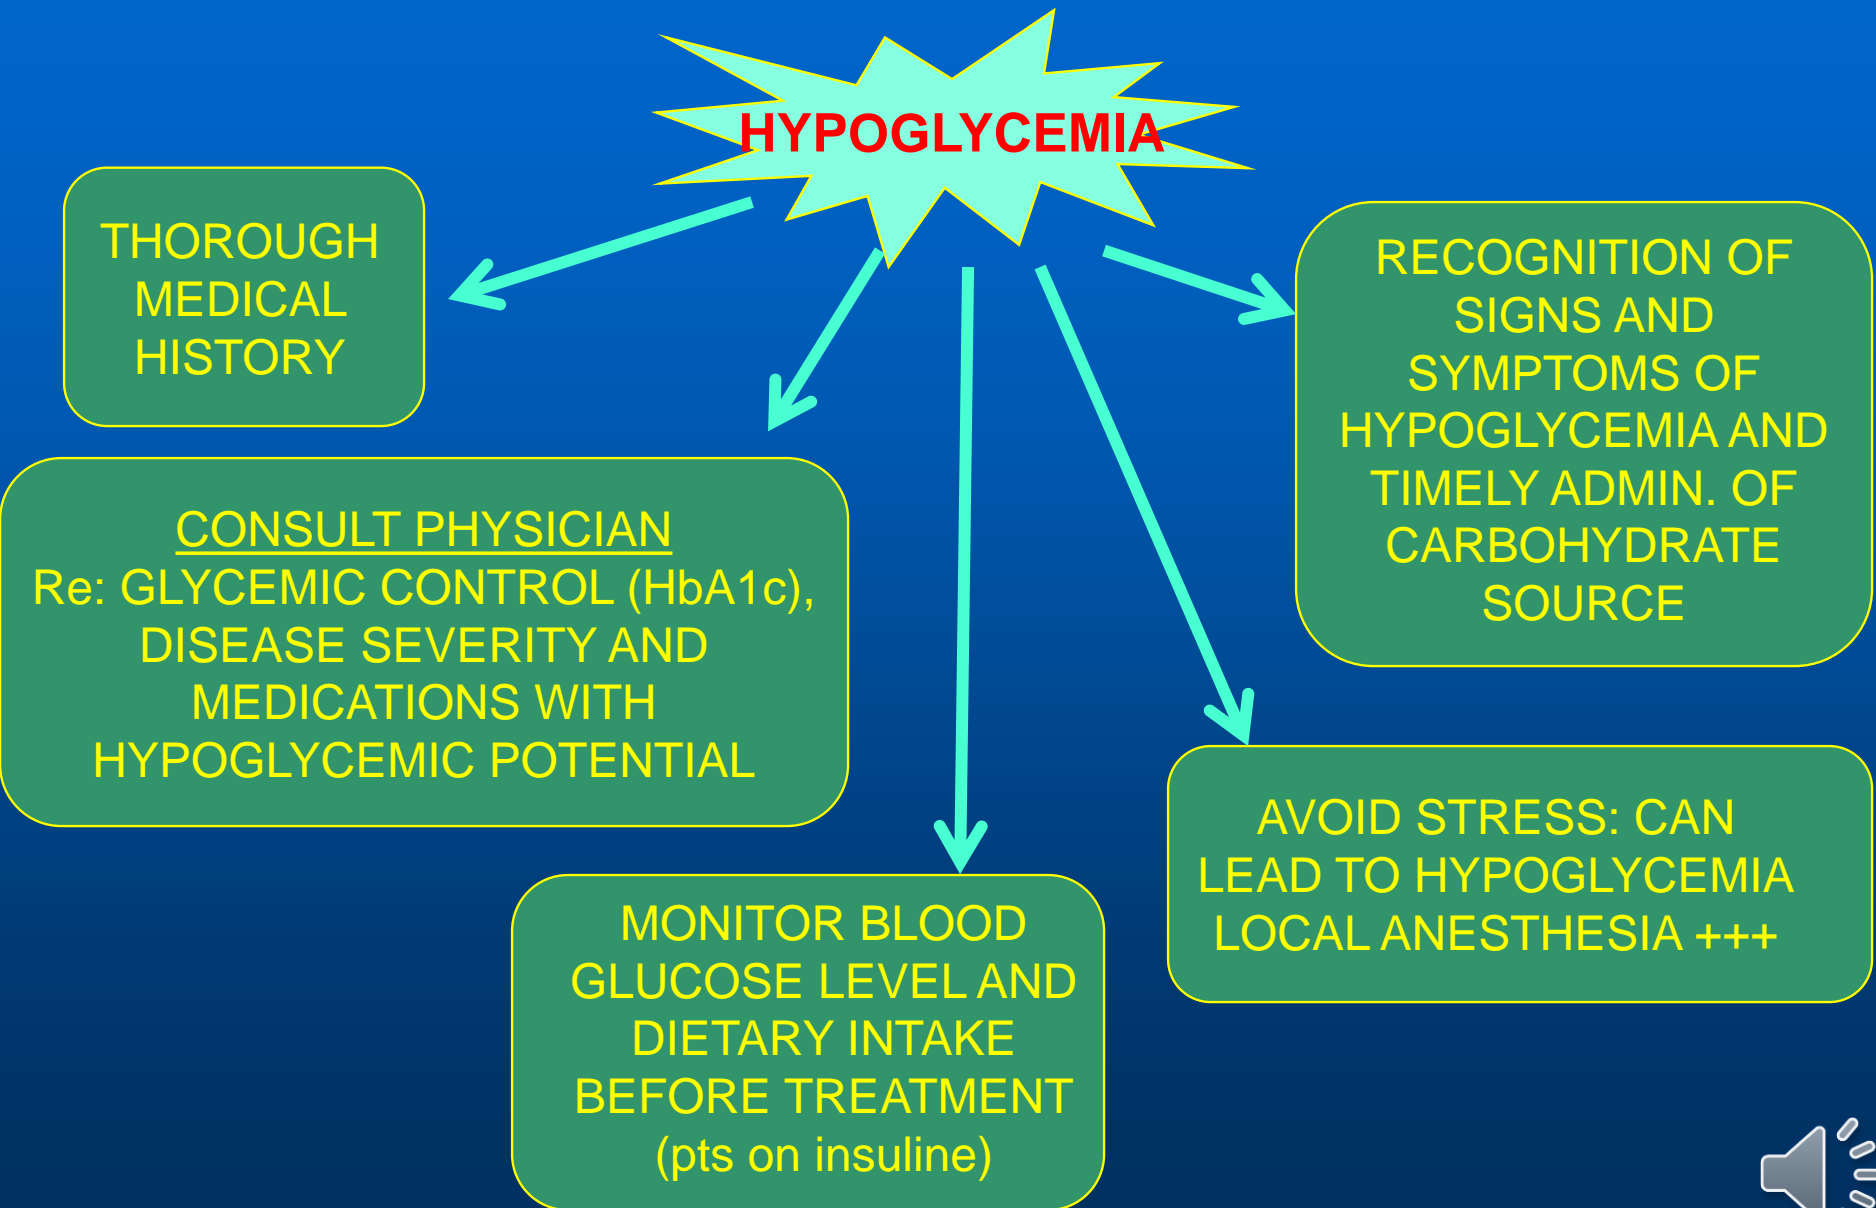 HYPOGLYCEMIA
THOROUGH
MEDICAL
HISTORY
CONSULT PHYSICIAN
Re: GLYCEMIC CONTROL (HbA1c),
DISEASE SEVERITY AND
MEDICATIONS WITH
HYPOGLYCEMIC POTENTIAL
MONITOR BLOOD
GLUCOSE LEVEL AND
DIETARY INTAKE
BEFORE TREATMENT
(pts on insuline)
AVOID STRESS: CAN
LEAD TO HYPOGLYCEMIA
LOCAL ANESTHESIA +++
RECOGNITION OF
SIGNS AND
SYMPTOMS OF
HYPOGLYCEMIA AND
TIMELY ADMIN. OF
CARBOHYDRATE
SOURCE